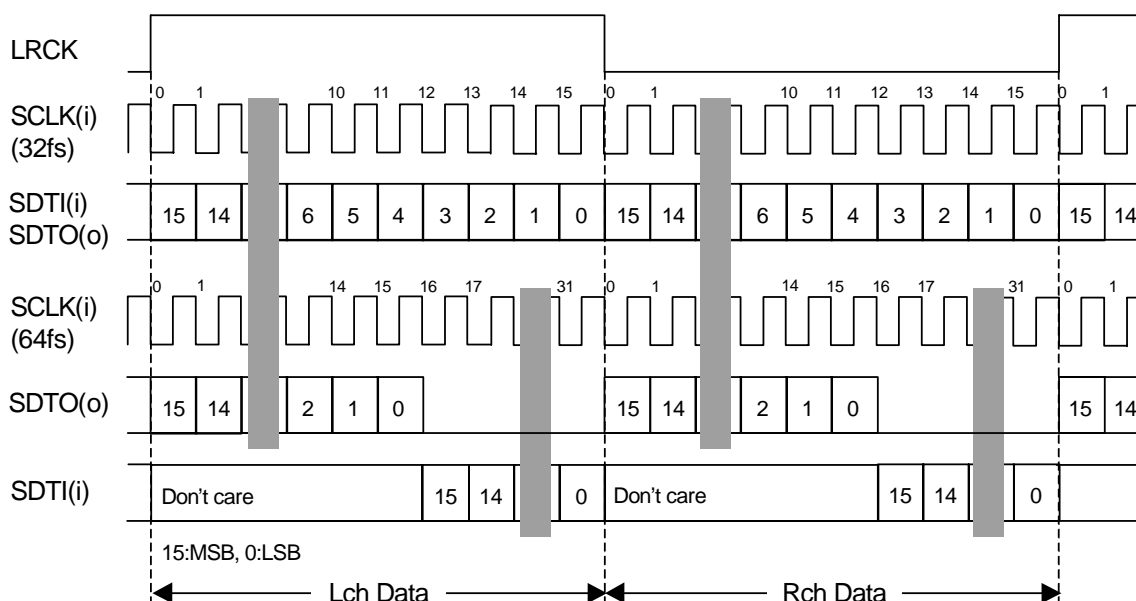 LRCK
0 1 10 11 12 13 14 15 0 1 10 11 12 13 14 15 0 1
SCLK(i)
(32fs)
SDTI(i)
SDTO(o)
15 14 6 5 4 3 2 1 0 15 14 6 5 4 3 2 1 0 15 14
0 1 14 15 16 17 31 0 1 14 15 16 17 31 0 1
SCLK(i)
(64fs)
SDTO(o) 15 14 2 1 0 15 14 2 1 0 15 14
SDTI(i) Don't care 15 14 0 Don't care 15 14 0
15:MSB, 0:LSB
Lch Data Rch Data